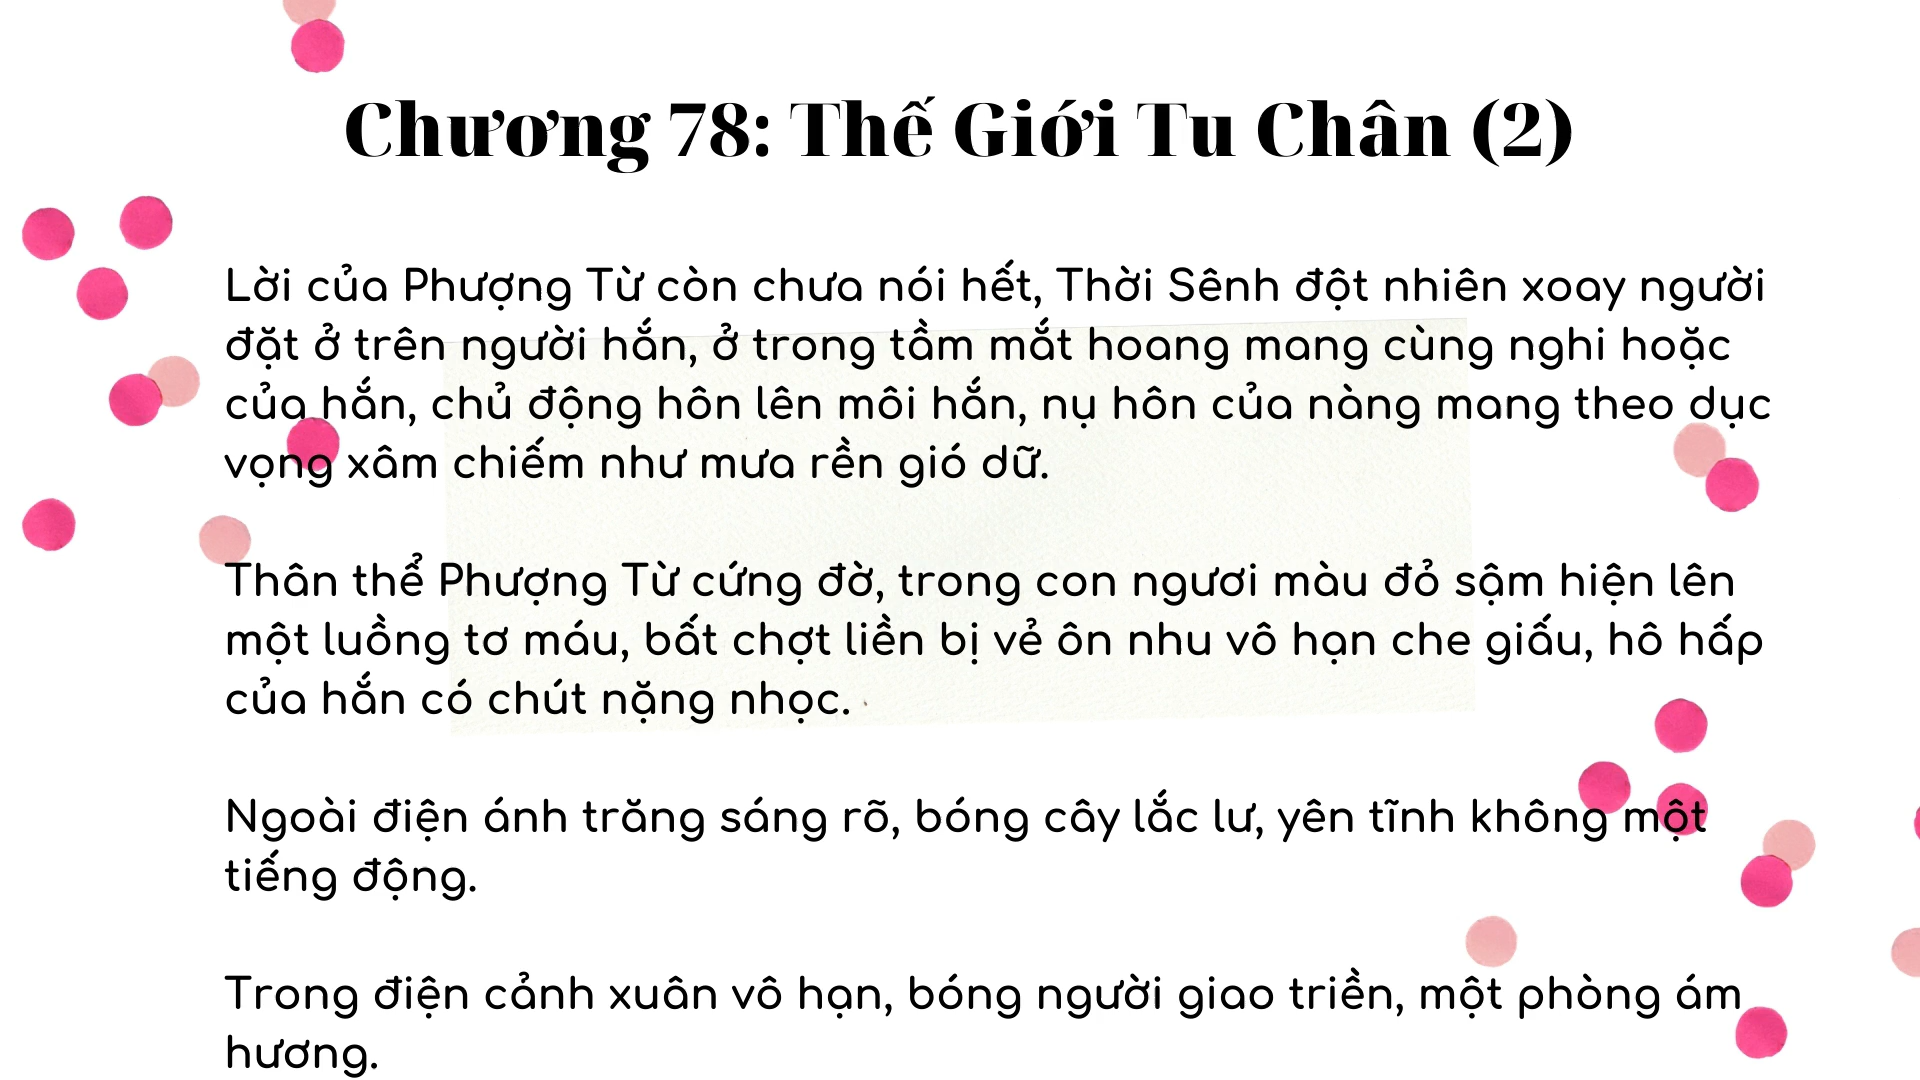 Chương 78: Thế Giới Tu Chân (2)
Lời của Phượng Từ còn chưa nói hết, Thời Sênh đột nhiên xoay người
đặt ở trên người hắn, ở trong tầm mắt hoang mang cùng nghi hoặc
của hắn, chủ động hôn lên môi hắn, nụ hôn của nàng mang theo dục
vọng xâm chiếm như mưa rền gió dữ.
Thân thể Phượng Từ cứng đờ, trong con ngươi màu đỏ sậm hiện lên
một luồng tơ máu, bất chợt liền bị vẻ ôn nhu vô hạn che giấu, hô hấp
của hắn có chút nặng nhọc.
Ngoài điện ánh trăng sáng rõ, bóng cây lắc lư, yên tĩnh không một
tiếng động.
Trong điện cảnh xuân vô hạn, bóng người giao triền, một phòng ám
hương.